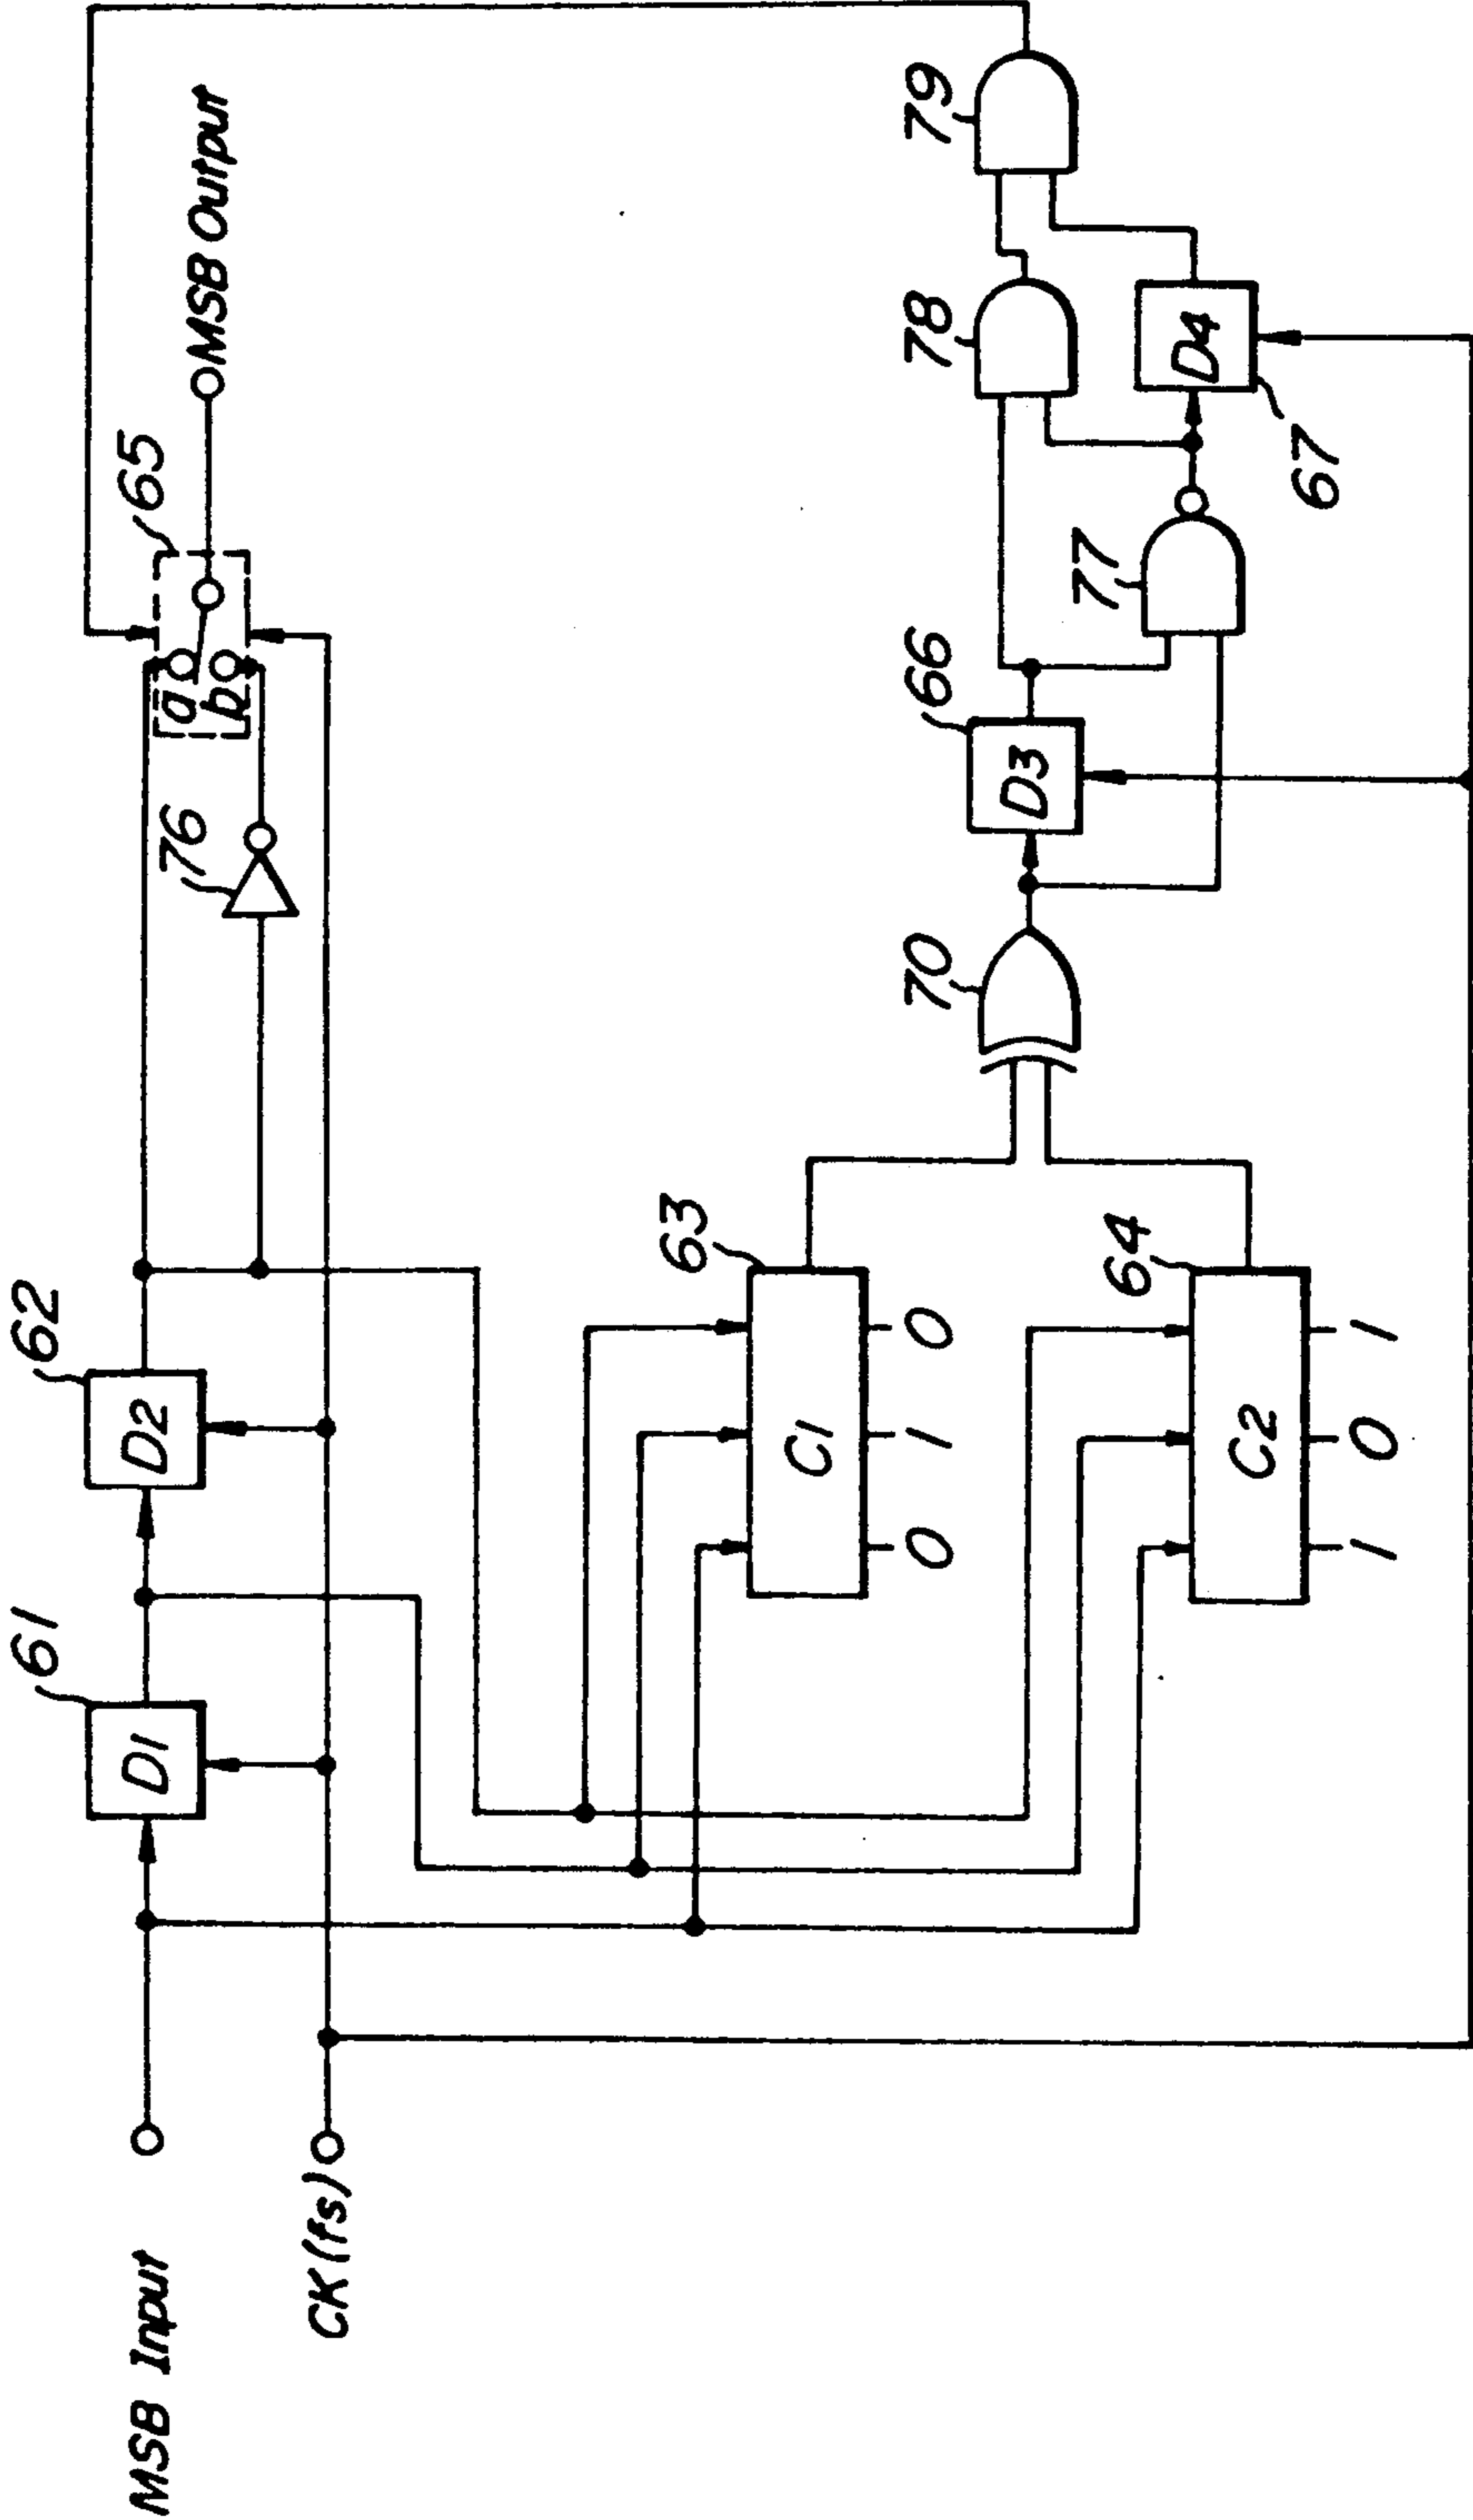 MSB Input
CK(fs)
61
D1
62
D2
76
65
a
b
MSB Output
63
C1
0 1 0
64
C2
1 0 1
70
66
D3
77
78
67
D4
79